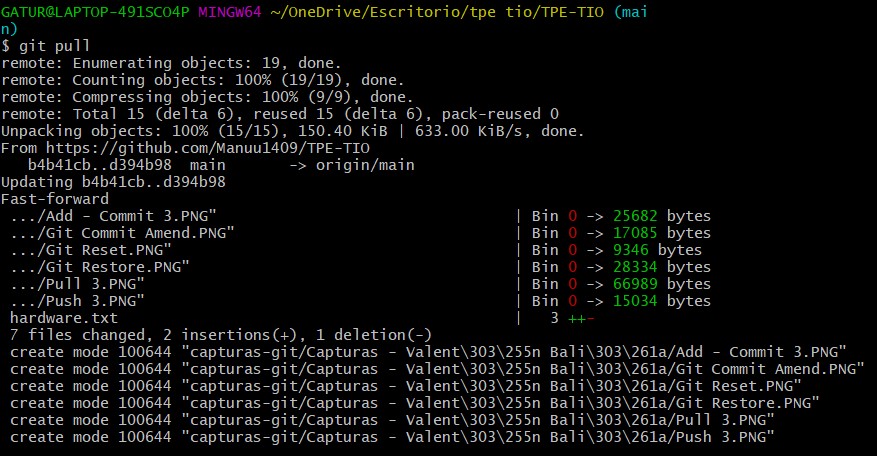 GATUR@LAPTOP-491SCO4P MINGW64 ~/OneDrive/Escritorio/tpe tio/TPE-TIO (mai
n)
$ git pull
remote: Enumerating objects: 19, done.
remote: Counting objects: 100% (19/19), done.
remote: Compressing objects: 100% (9/9), done.
remote: Total 15 (delta 6), reused 15 (delta 6), pack-reused 0
Unpacking objects: 100% (15/15), 150.40 KiB | 633.00 KiB/s, done.
From https://github.com/Manuu1409/TPE-TIO
   b4b41cb..d394b98  main       -> origin/main
Updating b4b41cb..d394b98
Fast-forward
 .../Add - Commit 3.PNG" | Bin 0 -> 25682 bytes
 .../Git Commit Amend.PNG" | Bin 0 -> 17085 bytes
 .../Git Reset.PNG" | Bin 0 -> 9346 bytes
 .../Git Restore.PNG" | Bin 0 -> 28334 bytes
 .../Pull 3.PNG" | Bin 0 -> 66989 bytes
 .../Push 3.PNG" | Bin 0 -> 15034 bytes
 hardware.txt | 3 ++-
 7 files changed, 2 insertions(+), 1 deletion(-)
 create mode 100644 "capturas-git/Capturas - Valent\303\255n Bali\303\261a/Add - Commit 3.PNG"
 create mode 100644 "capturas-git/Capturas - Valent\303\255n Bali\303\261a/Git Commit Amend.PNG"
 create mode 100644 "capturas-git/Capturas - Valent\303\255n Bali\303\261a/Git Reset.PNG"
 create mode 100644 "capturas-git/Capturas - Valent\303\255n Bali\303\261a/Git Restore.PNG"
 create mode 100644 "capturas-git/Capturas - Valent\303\255n Bali\303\261a/Pull 3.PNG"
 create mode 100644 "capturas-git/Capturas - Valent\303\255n Bali\303\261a/Push 3.PNG"